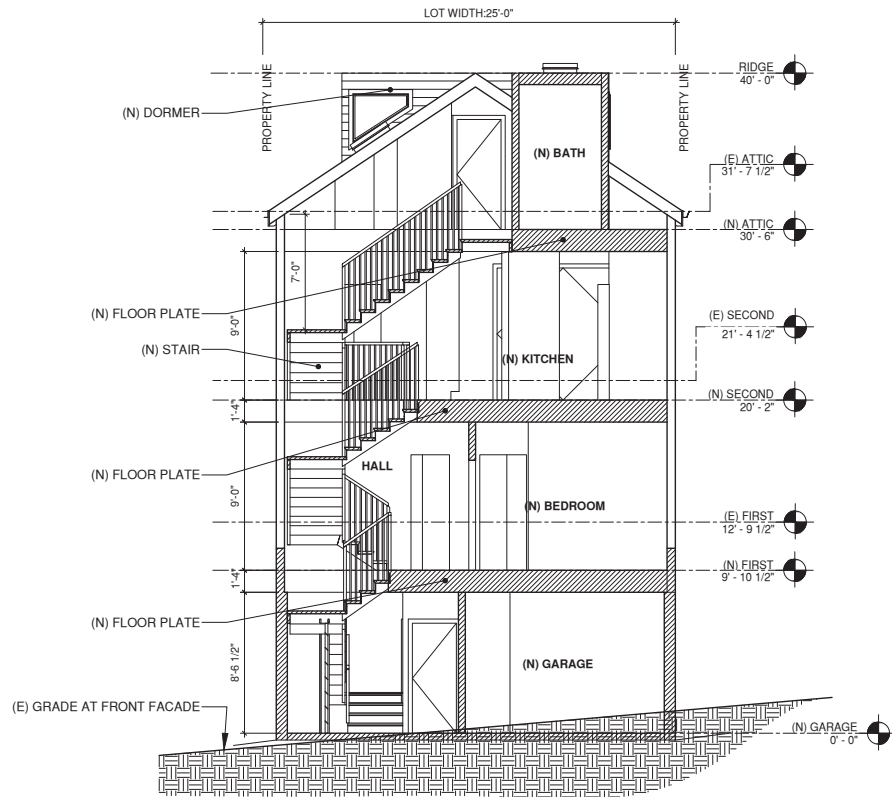 LOT WIDTH:25'-0"
PROPERTY LINE
PROPERTY LINE
RIDGE
40' - 0"
(N) DORMER
(N) BATH
(E) ATTIC
31' - 7 1/2"
(N) ATTIC
30' - 6"
7'-0"
(N) FLOOR PLATE
9'-0"
(E) SECOND
21' - 4 1/2"
(N) STAIR
(N) KITCHEN
(N) SECOND
20' - 2"
1'-4"
HALL
(N) FLOOR PLATE
9'-0"
(N) BEDROOM
(E) FIRST
12' - 9 1/2"
(N) FIRST
9' - 10 1/2"
1'-4"
(N) FLOOR PLATE
8'-6 1/2"
(N) GARAGE
(E) GRADE AT FRONT FACADE
(N) GARAGE
0' - 0"